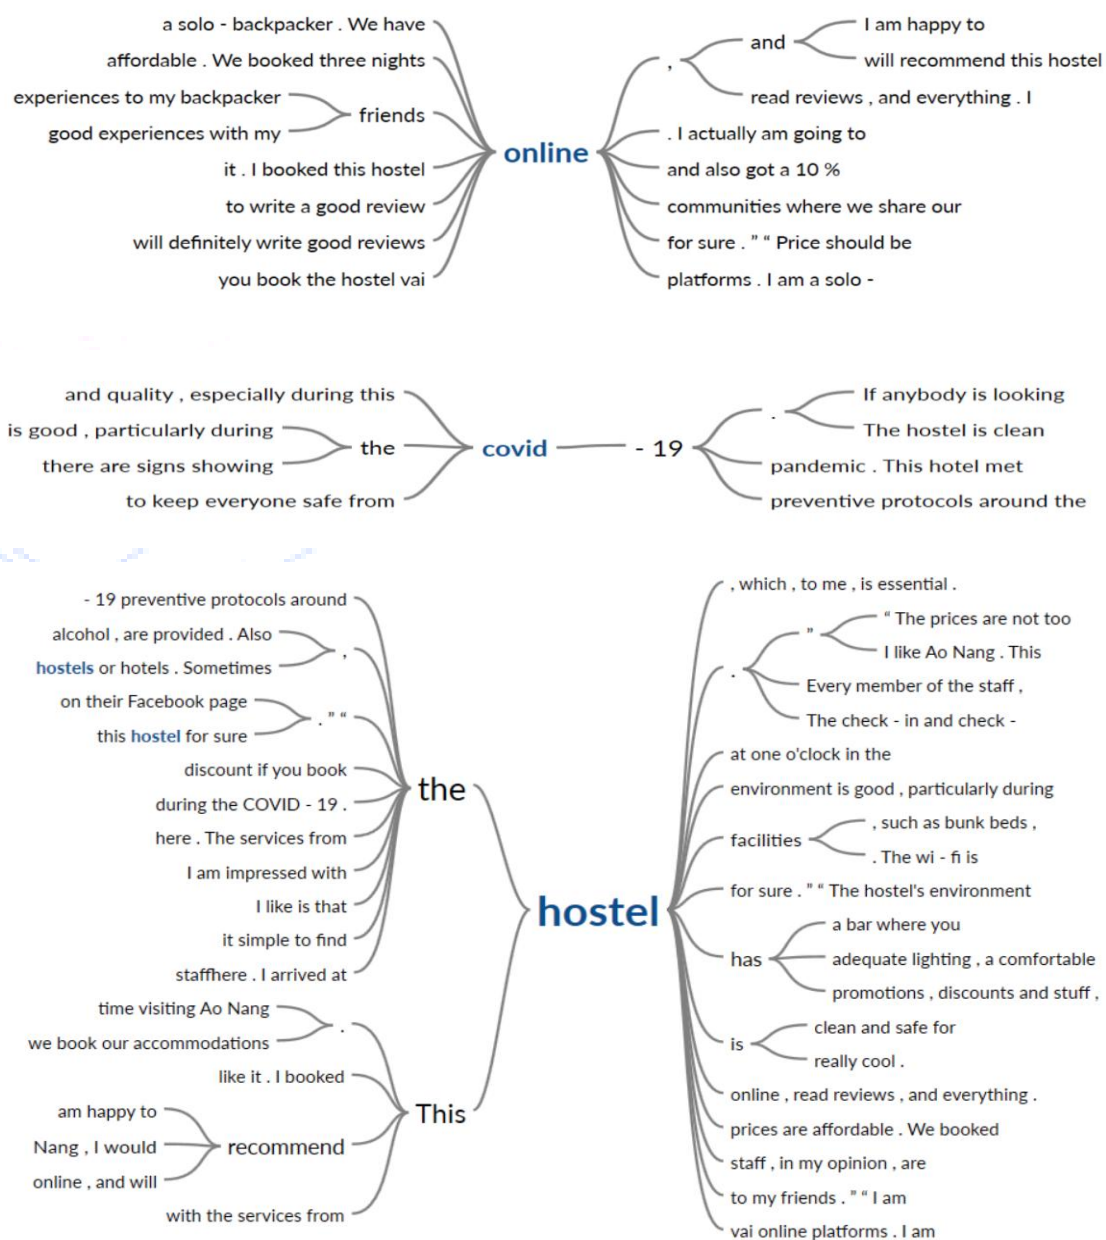 a solo - backpacker . We have
affordable . We booked three nights
experiences to my backpacker
good experiences with my
friends
it . I booked this hostel
to write a good review
will definitely write good reviews
you book the hostel vai
online
,
and
I am happy to
will recommend this hostel
read reviews , and everything . I
. I actually am going to
and also got a 10 %
communities where we share our
for sure . ” “ Price should be
platforms . I am a solo -
and quality , especially during this
is good , particularly during
there are signs showing
the
to keep everyone safe from
covid
- 19
.
If anybody is looking
The hostel is clean
pandemic . This hotel met
preventive protocols around the
- 19 preventive protocols around
alcohol , are provided . Also
hostels or hotels . Sometimes
,
on their Facebook page
this hostel for sure
. ” “
discount if you book
during the COVID - 19 .
here . The services from
I am impressed with
I like is that
it simple to find
staffhere . I arrived at
the
time visiting Ao Nang
we book our accommodations
.
like it . I booked
am happy to
Nang , I would
online , and will
recommend
with the services from
This
hostel
, which , to me , is essential .
.
”
“ The prices are not too
I like Ao Nang . This
Every member of the staff ,
The check - in and check -
at one o'clock in the
environment is good , particularly during
facilities
, such as bunk beds ,
. The wi - fi is
for sure . ” “ The hostel's environment
has
a bar where you
adequate lighting , a comfortable
promotions , discounts and stuff ,
is
clean and safe for
really cool .
online , read reviews , and everything .
prices are affordable . We booked
staff , in my opinion , are
to my friends . ” “ I am
vai online platforms . I am